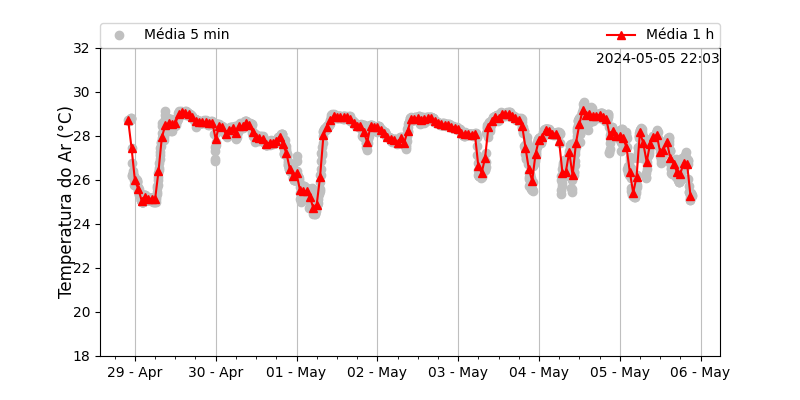 Média 5 min
Média 1 h
2024-05-05 22:03
Temperatura do Ar (°C)
32
30
28
26
24
22
20
18
29 - Apr
30 - Apr
01 - May
02 - May
03 - May
04 - May
05 - May
06 - May